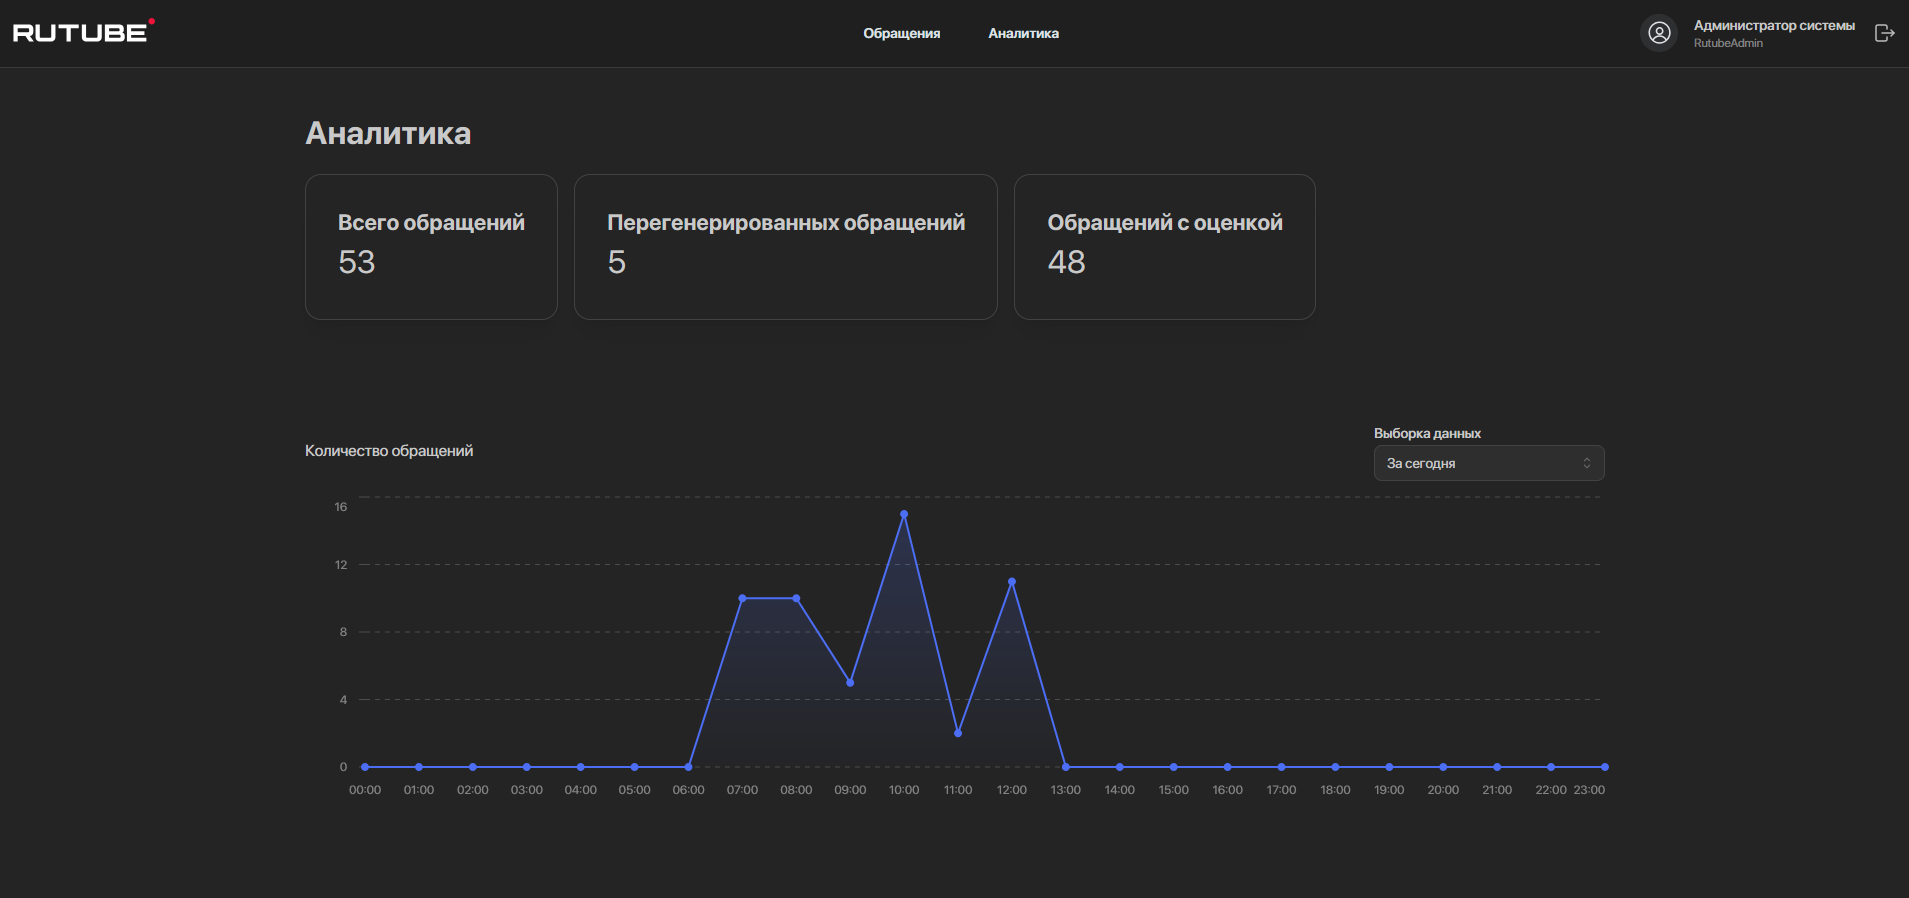 RUTUBE
Обращения
Аналитика
Администратор системы
RutubeAdmin
Аналитика
Всего обращений
53
Перегенерированных обращений
5
Обращений с оценкой
48
Количество обращений
Выборка данных
За сегодня
16
12
8
4
0
00:00 01:00 02:00 03:00 04:00 05:00 06:00 07:00 08:00 09:00 10:00 11:00 12:00 13:00 14:00 15:00 16:00 17:00 18:00 19:00 20:00 21:00 22:00 23:00